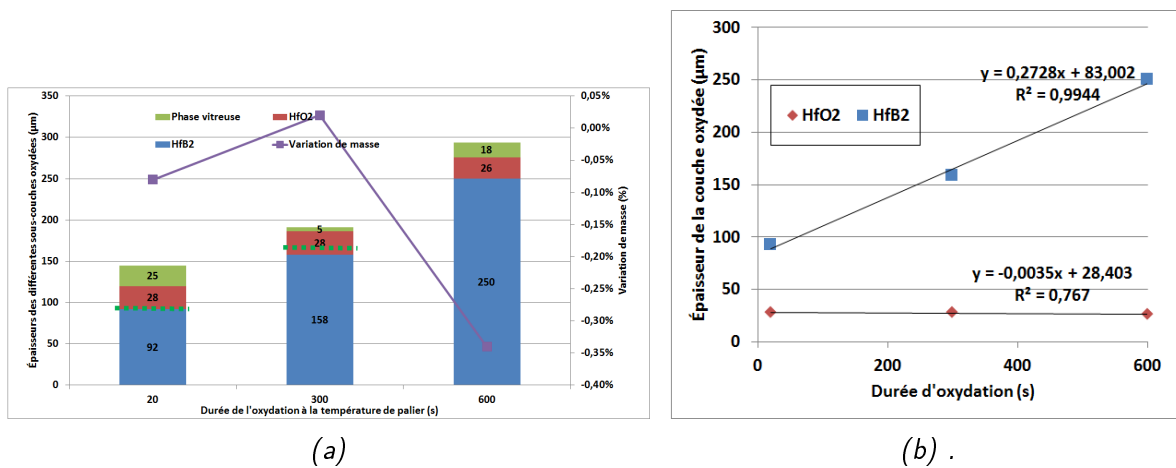 350
300
250
200
150
100
50
0
Épaisseurs des différentes sous-couches oxydées (µm)
Phase vitreuse
HfO2
HfB2
Variation de masse
25
28
92
5
28
158
18
26
250
0,05%
0,00%
-0,05%
-0,10%
-0,15%
-0,20%
-0,25%
-0,30%
-0,35%
-0,40%
Variation de masse (%)
20
300
600
Durée de l'oxydation à la température de palier (s)
(a)
300
250
200
150
100
50
0
Épaisseur de la couche oxydée (µm)
y = 0,2728x + 83,002
R² = 0,9944
HfO2
HfB2
y = -0,0035x + 28,403
R² = 0,767
0
200
400
600
Durée d'oxydation (s)
(b) .